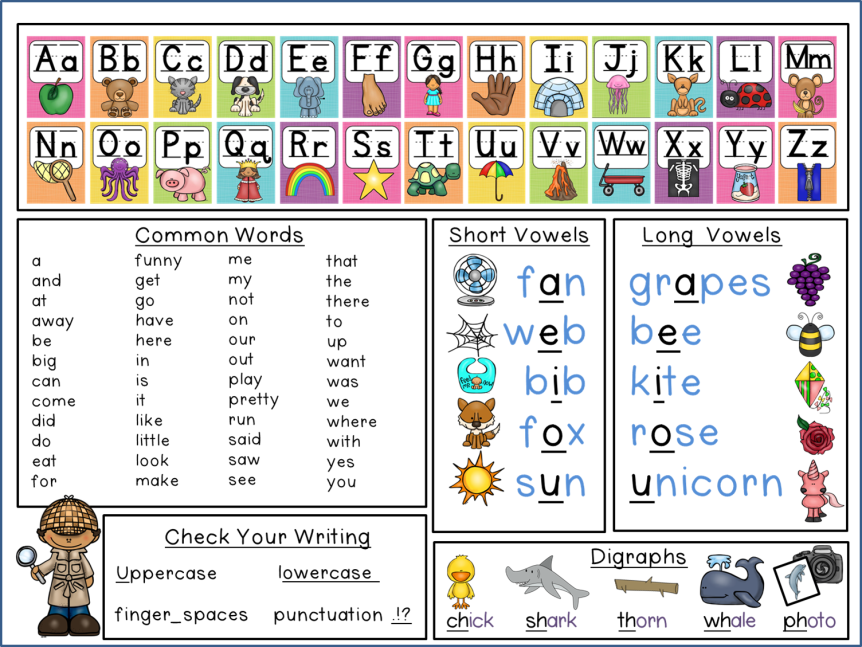 Aa Bb Cc Dd Ee Ff Gg Hh Ii Jj Kk Ll Mm
Nn Oo Pp Qq Rr Ss Tt Uu Vv Ww Xx Yy Zz
Common Words
a funny me that
and get my the
at go not there
away have on to
be here our up
big in out want
can is play was
come it pretty we
did like run where
do little said with
eat look saw yes
for make see you
Short Vowels
fan
web
bib
fox
sun
Long Vowels
grapes
bee
kite
rose
unicorn
Check Your Writing
Uppercase lowercase
finger_spaces punctuation .!?
Digraphs
chick shark thorn whale photo